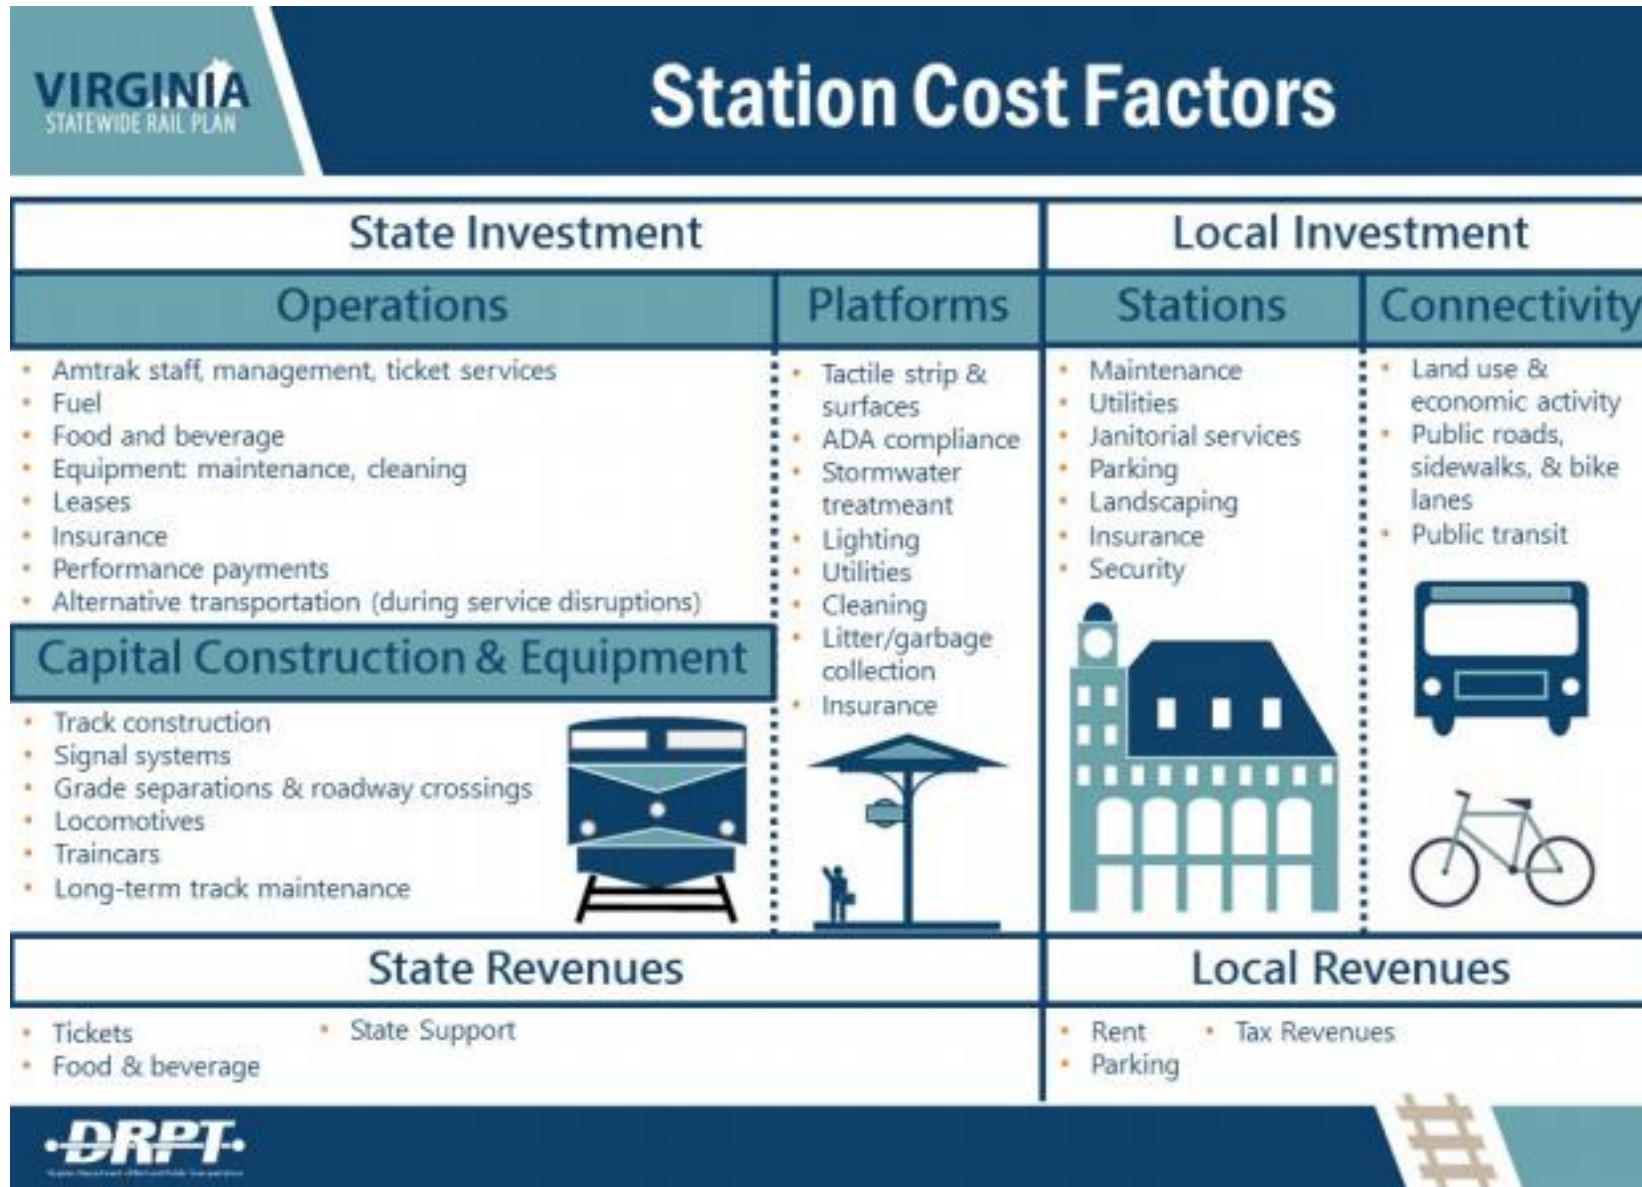 VIRGINIA
STATEWIDE RAIL PLAN
Station Cost Factors
State Investment
Operations
• Amtrak staff, management, ticket services
• Fuel
• Food and beverage
• Equipment: maintenance, cleaning
• Leases
• Insurance
• Performance payments
• Alternative transportation (during service disruptions)
Capital Construction & Equipment
• Track construction
• Signal systems
• Grade separations & roadway crossings
• Locomotives
• Traincars
• Long-term track maintenance
Platforms
• Tactile strip &
surfaces
• ADA compliance
• Stormwater
treatmeant
• Lighting
• Utilities
• Cleaning
• Litter/garbage
collection
• Insurance
Local Investment
Stations
• Maintenance
• Utilities
• Janitorial services
• Parking
• Landscaping
• Insurance
• Security
Connectivity
• Land use &
economic activity
• Public roads,
sidewalks, & bike
lanes
• Public transit
State Revenues
• Tickets
• Food & beverage
• State Support
Local Revenues
• Rent
• Parking
• Tax Revenues
•DRPT•